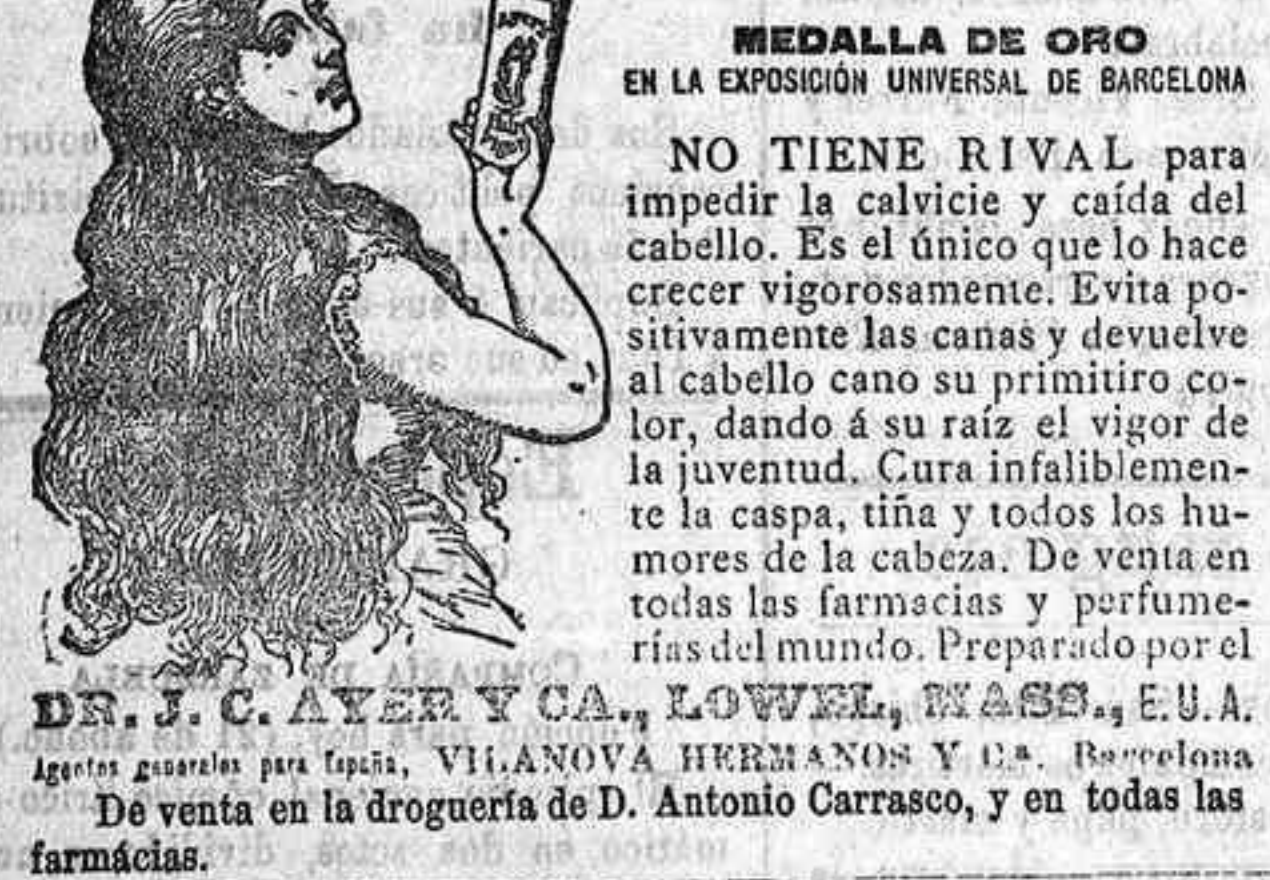 MEDALLA DE ORO
EN LA EXPOSICIÓN UNIVERSAL DE BARCELONA
NO TIENE RIVAL para
impedir la calvicie y caída del
cabello. Es el único que lo hace
crecer vigorosamente. Evita po-
sitivamente las canas y devuelve
al cabello cano su primitiro co-
lor, dando á su raíz el vigor de
la juventud. Cura infaliblemen-
te la caspa, tiña y todos los hu-
mores de la cabeza. De venta en
todas las farmacias y perfume-
rías del mundo. Preparado por el
DR. J. C. AYER Y CA., LOWEL, MASS., E.U.A.
Agentes generales para España, VILANOVA HERMANOS Y C.ª. Barcelona
De venta en la droguería de D. Antonio Carrasco, y en todas las
farmácias.